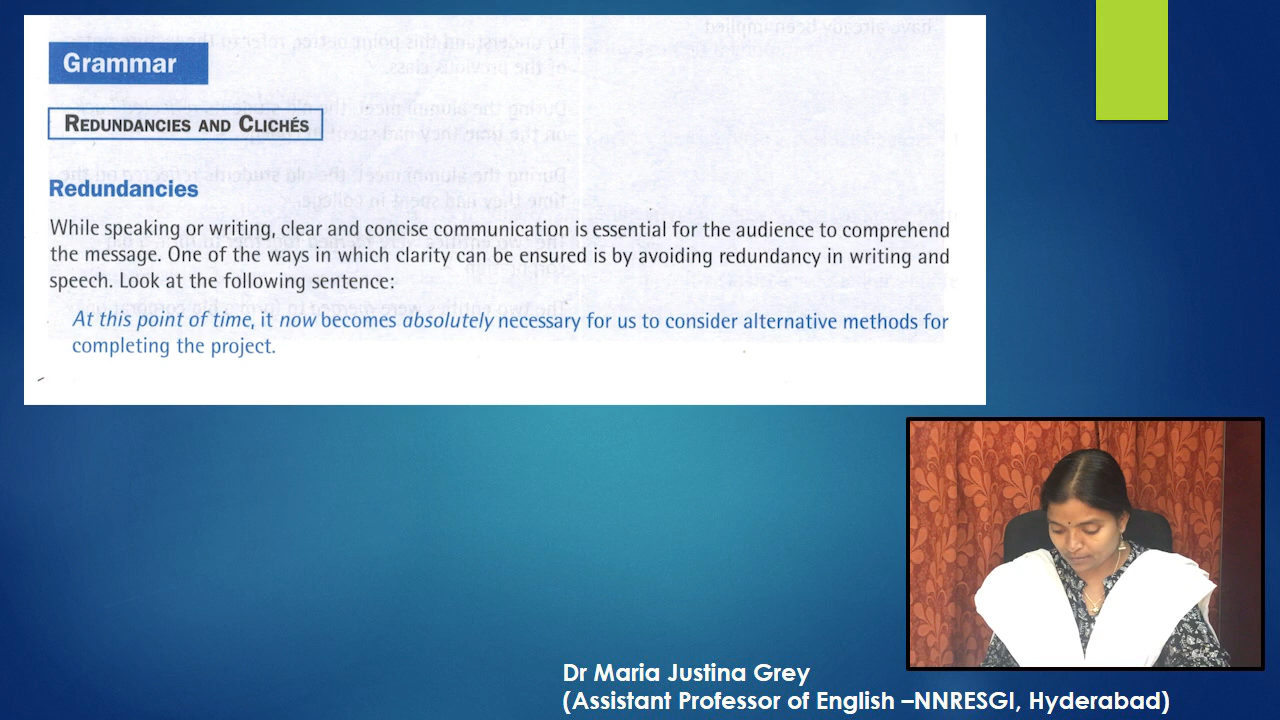 Grammar
REDUNDANCIES AND CLICHÉS
Redundancies
While speaking or writing, clear and concise communication is essential for the audience to comprehend
the message. One of the ways in which clarity can be ensured is by avoiding redundancy in writing and
speech. Look at the following sentence:
At this point of time, it now becomes absolutely necessary for us to consider alternative methods for
completing the project.
Dr Maria Justina Grey
(Assistant Professor of English –NNRESGI, Hyderabad)